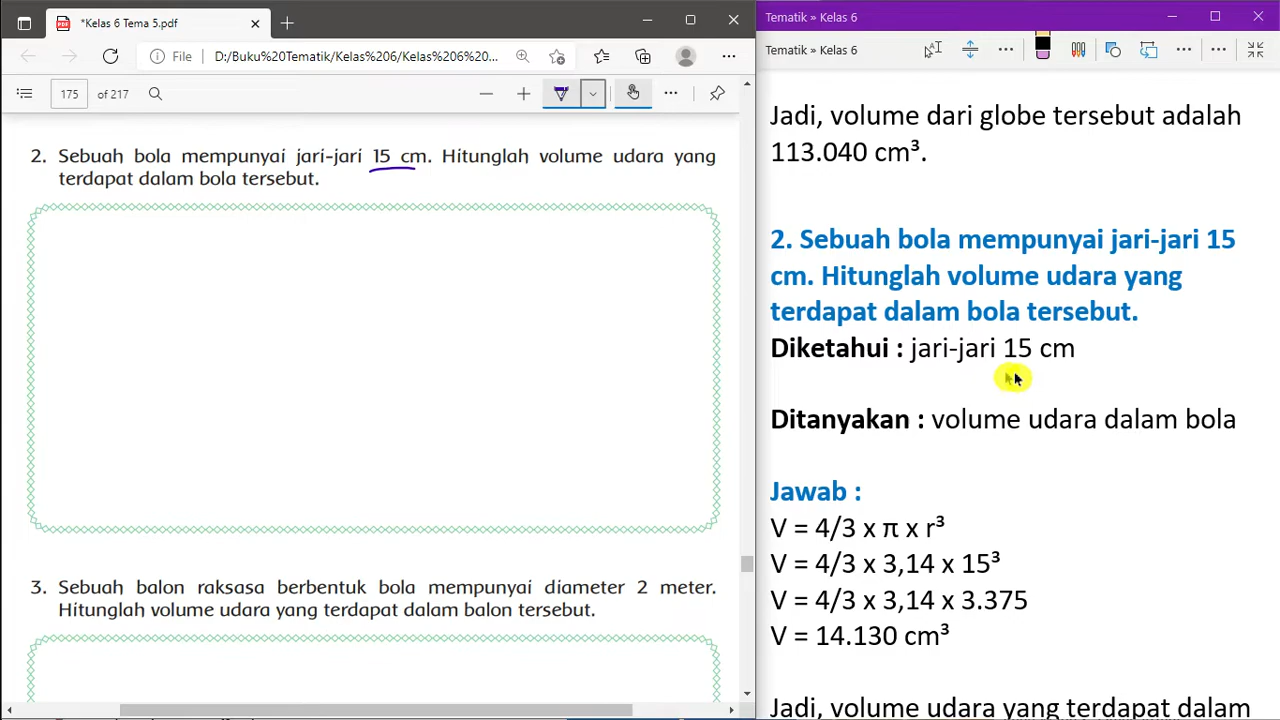 *Kelas 6 Tema 5.pdf
File
D:/Buku%20Tematik/Kelas%206/Kelas%206%20...
175 of 217
2. Sebuah bola mempunyai jari-jari 15 cm. Hitunglah volume udara yang
terdapat dalam bola tersebut.
3. Sebuah balon raksasa berbentuk bola mempunyai diameter 2 meter.
Hitunglah volume udara yang terdapat dalam balon tersebut.
Tematik » Kelas 6
Tematik » Kelas 6
Jadi, volume dari globe tersebut adalah
113.040 cm³.
2. Sebuah bola mempunyai jari-jari 15
cm. Hitunglah volume udara yang
terdapat dalam bola tersebut.
Diketahui : jari-jari 15 cm
Ditanyakan : volume udara dalam bola
Jawab :
V = 4/3 x π x r³
V = 4/3 x 3,14 x 15³
V = 4/3 x 3,14 x 3.375
V = 14.130 cm³
Jadi, volume udara yang terdapat dalam